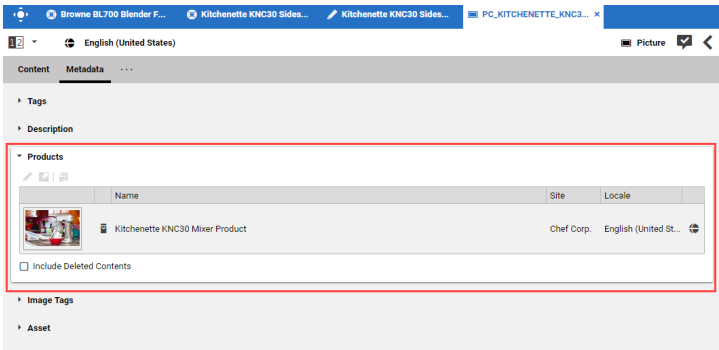 Browne BL700 Blender F...
Kitchenette KNC30 Sides...
Kitchenette KNC30 Sides...
PC_KITCHENETTE_KNC3... ×
12
English (United States)
Picture
Content Metadata ...
Tags
Description
Products
Name Site Locale
Kitchenette KNC30 Mixer Product Chef Corp. English (United St...
Include Deleted Contents
Image Tags
Asset